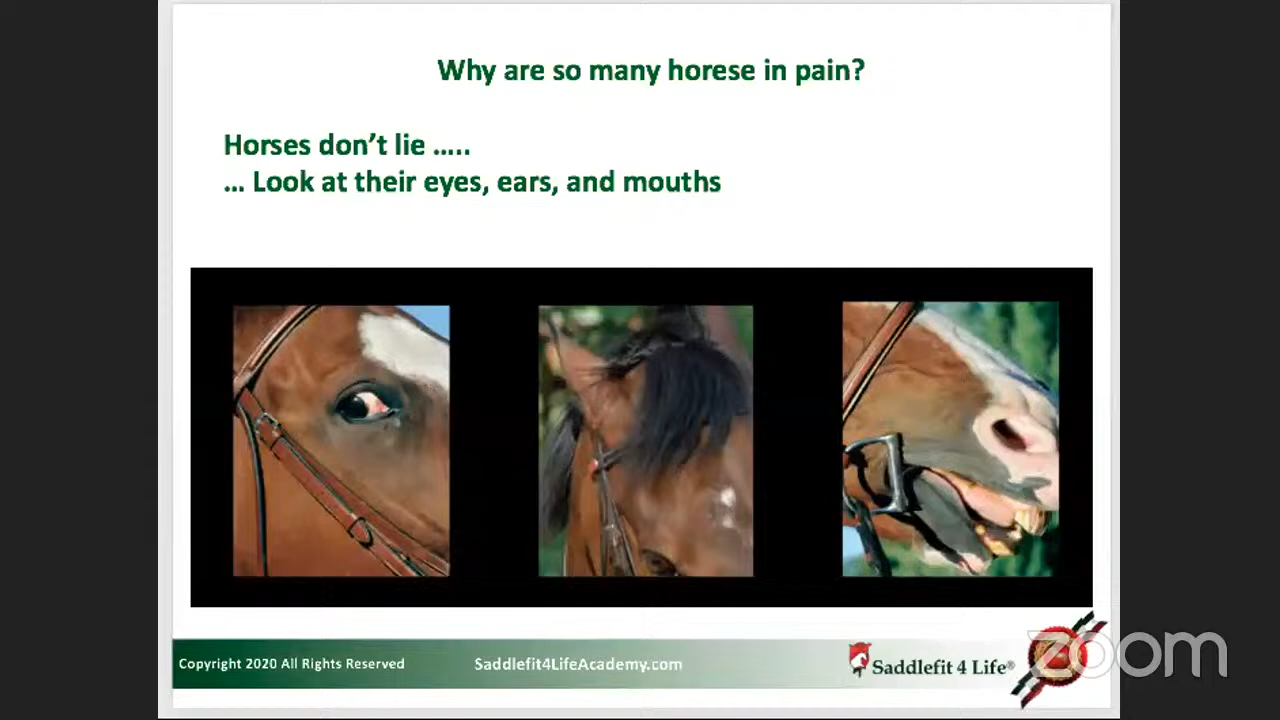 Why are so many horese in pain?
Horses don’t lie .....
... Look at their eyes, ears, and mouths
Copyright 2020 All Rights Reserved
Saddlefit4LifeAcademy.com
Saddlefit 4 Life®
zoom